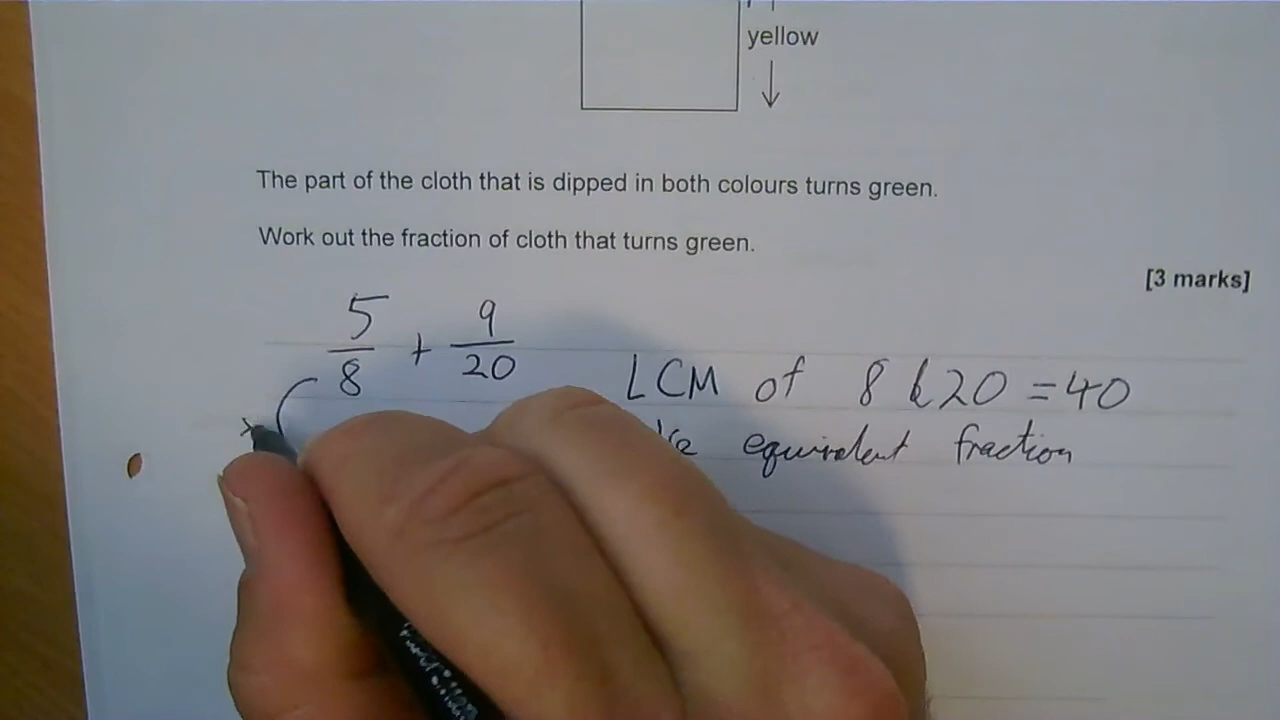 yellow
The part of the cloth that is dipped in both colours turns green.
Work out the fraction of cloth that turns green.
[3 marks]
5/8 + 9/20
LCM of 8 & 20 = 40
equivalent fraction